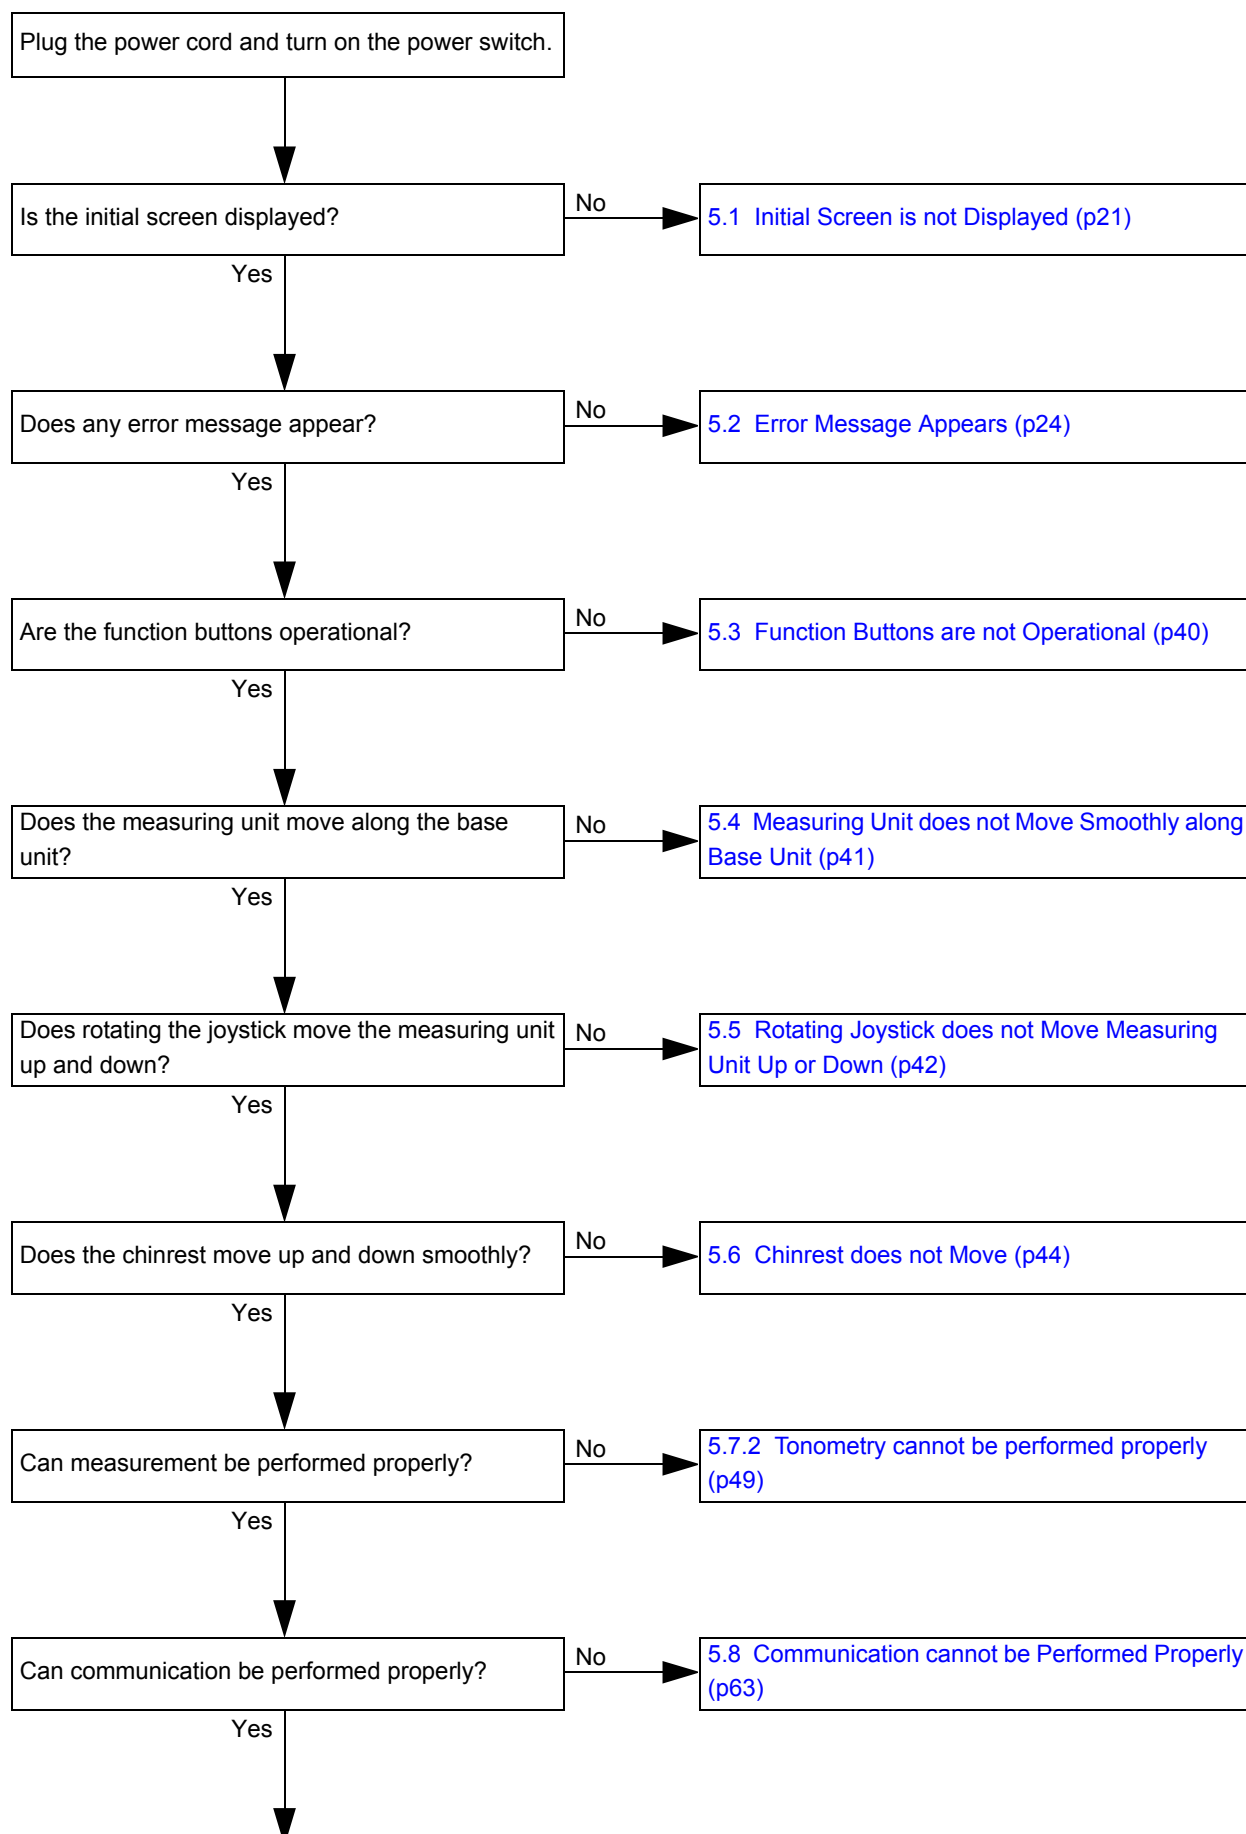 Plug the power cord and turn on the power switch.
Is the initial screen displayed?
No
5.1  Initial Screen is not Displayed (p21)
Yes
Does any error message appear?
No
5.2  Error Message Appears (p24)
Yes
Are the function buttons operational?
No
5.3  Function Buttons are not Operational (p40)
Yes
Does the measuring unit move along the base
unit?
No
5.4  Measuring Unit does not Move Smoothly along
Base Unit (p41)
Yes
Does rotating the joystick move the measuring unit
up and down?
No
5.5  Rotating Joystick does not Move Measuring
Unit Up or Down (p42)
Yes
Does the chinrest move up and down smoothly?
No
5.6  Chinrest does not Move (p44)
Yes
Can measurement be performed properly?
No
5.7.2  Tonometry cannot be performed properly
(p49)
Yes
Can communication be performed properly?
No
5.8  Communication cannot be Performed Properly
(p63)
Yes